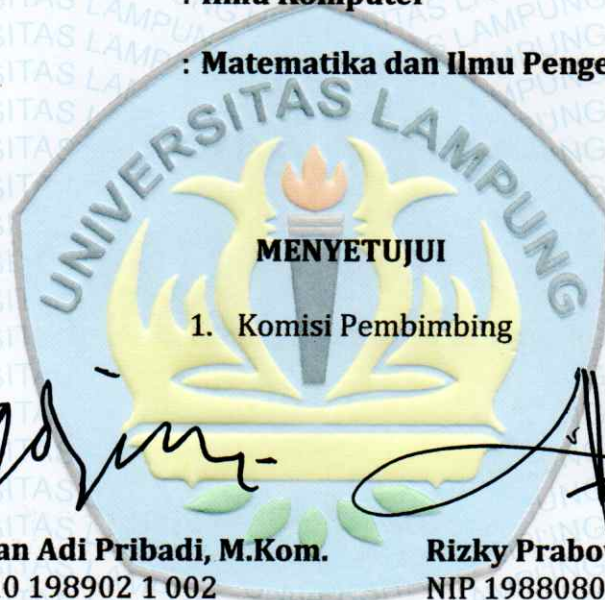 : Ilmu Komputer
: Matematika dan Ilmu Penge
UNIVERSITAS LAMPUNG
MENYETUJUI
1. Komisi Pembimbing
an Adi Pribadi, M.Kom. Rizky Prabo
0 198902 1 002 NIP 1988080